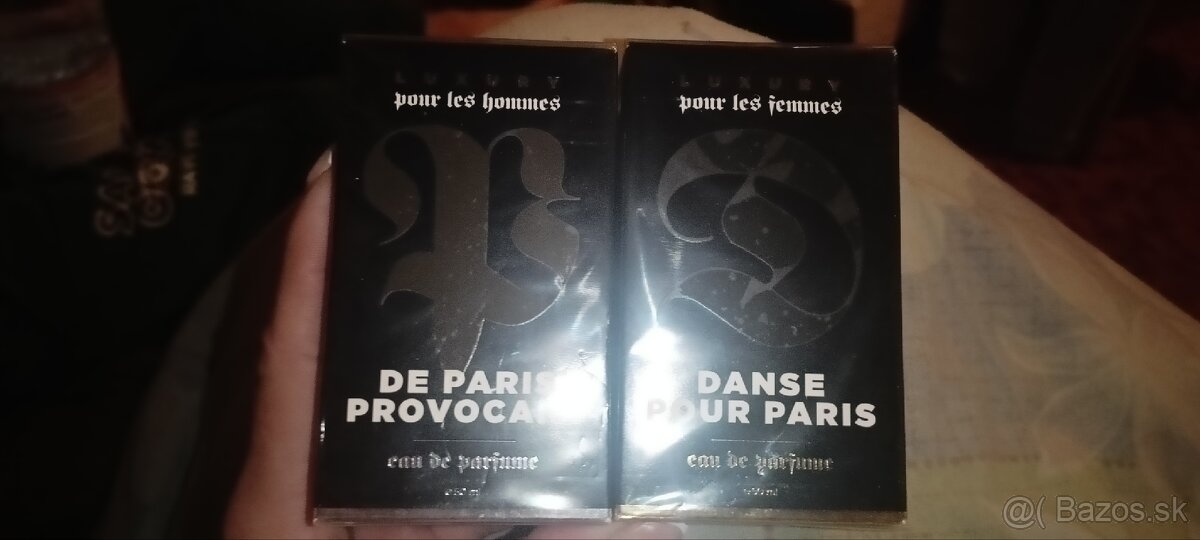 LUXURY
pour les hommes
P
DE PARIS
eau de parfume
LUXURY
pour les femmes
D
DANSE
POUR PARIS
eau de parfume
@( Bazos.sk